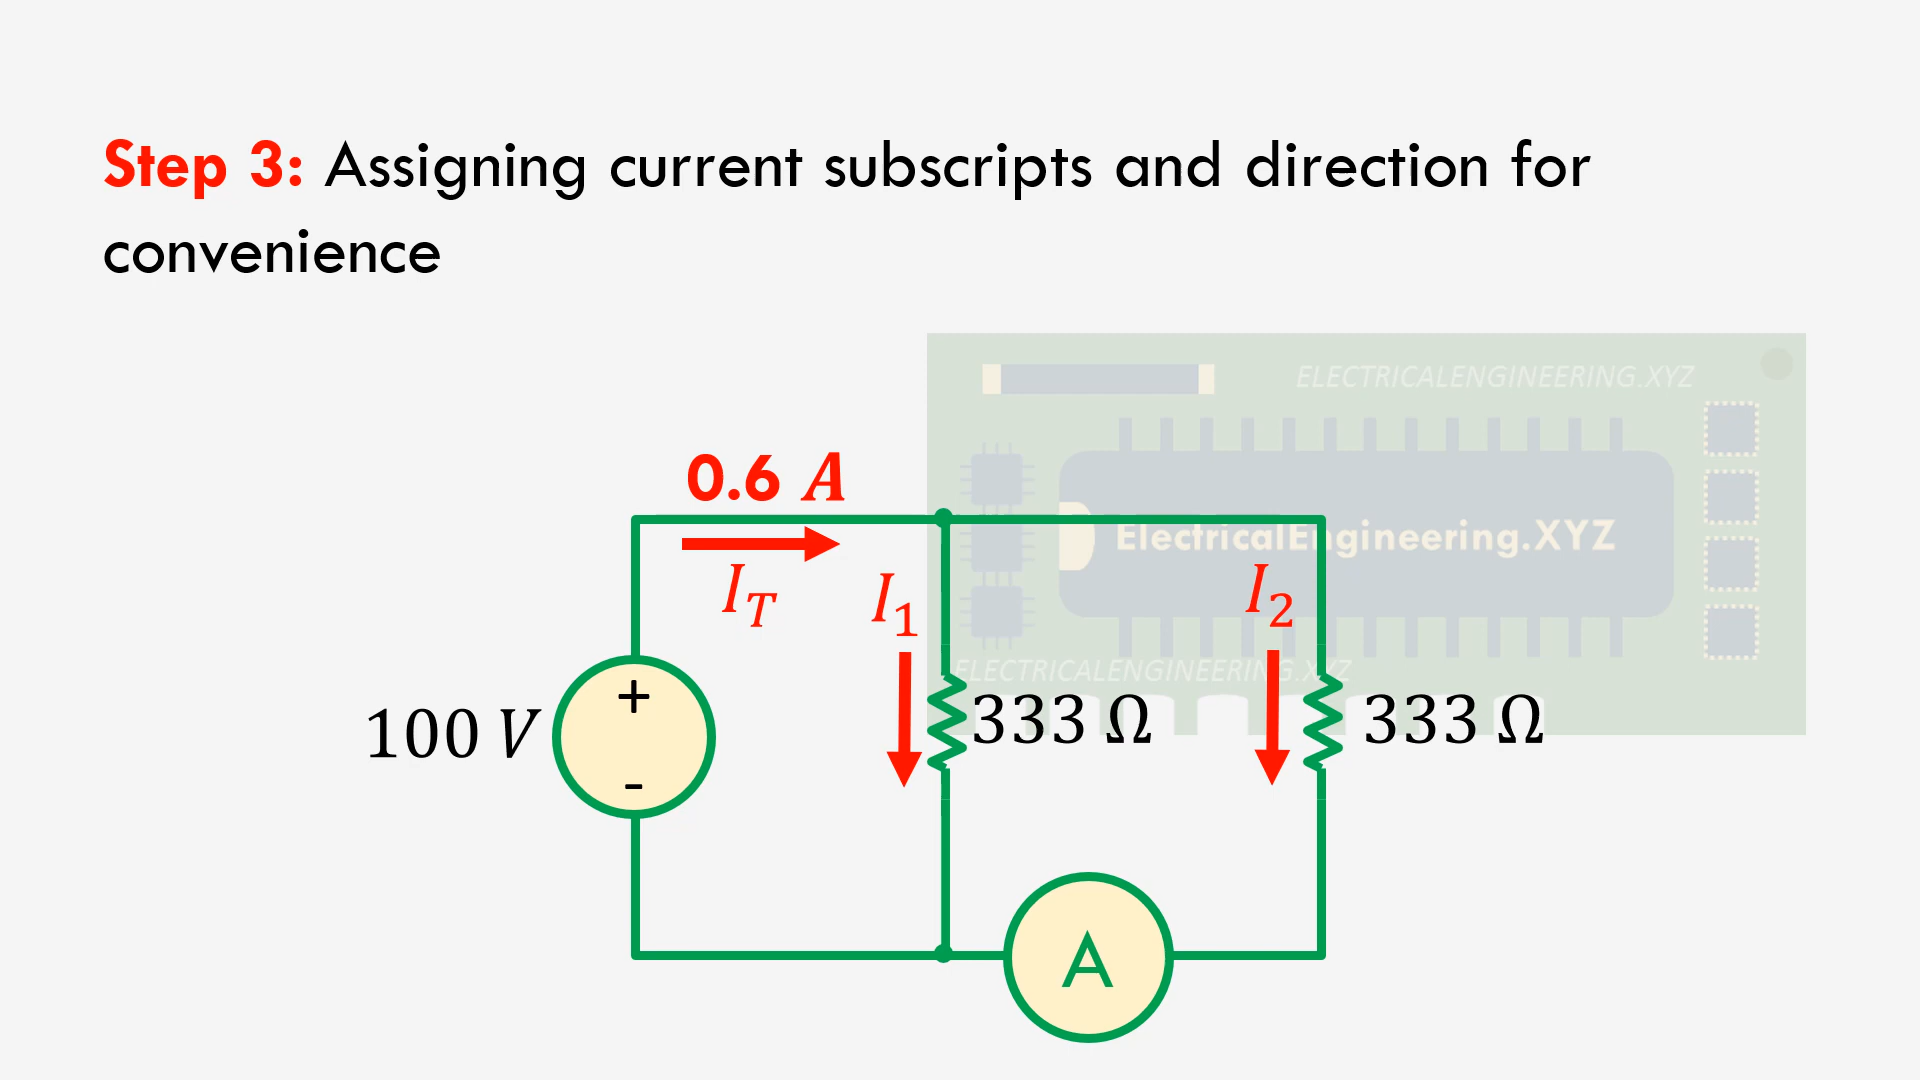 Step 3: Assigning current subscripts and direction for
convenience
ELECTRICALENGINEERING.XYZ
0.6 A
ElectricalEngineering.XYZ
I_T
I_1
I_2
ELECTRICALENGINEERING.XYZ
+
100 V
333 Ω
333 Ω
-
A